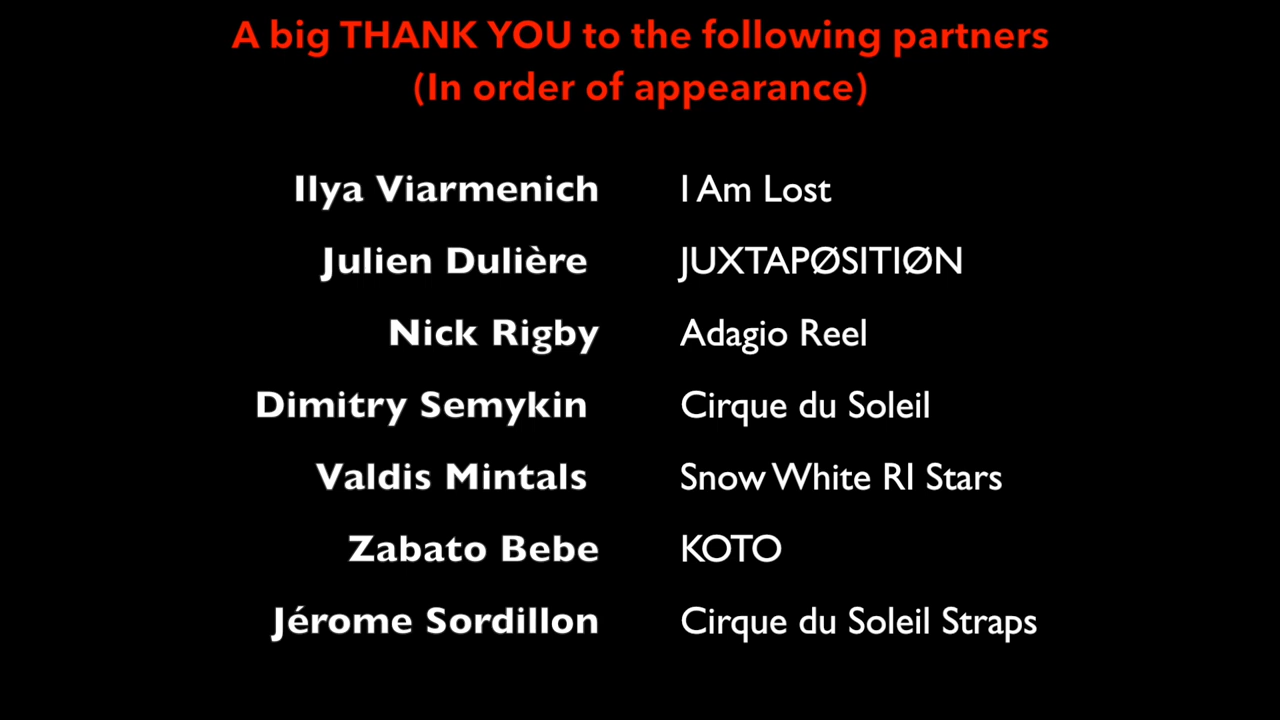 A big THANK YOU to the following partners
(In order of appearance)
Ilya Viarmenich I Am Lost
Julien Dulière JUXTAPØSITIØN
Nick Rigby Adagio Reel
Dimitry Semykin Cirque du Soleil
Valdis Mintals Snow White RI Stars
Zabato Bebe KOTO
Jérome Sordillon Cirque du Soleil Straps